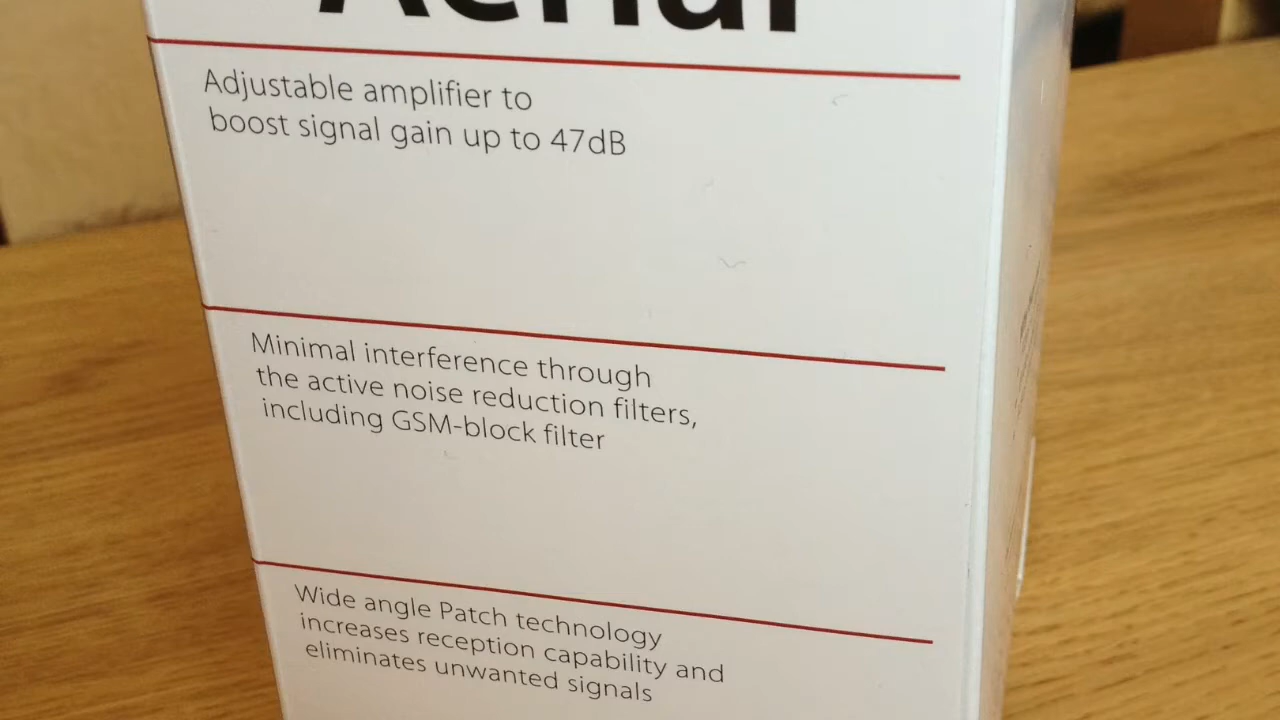 Aerial
Adjustable amplifier to
boost signal gain up to 47dB
Minimal interference through
the active noise reduction filters,
including GSM-block filter
Wide angle Patch technology
increases reception capability and
eliminates unwanted signals